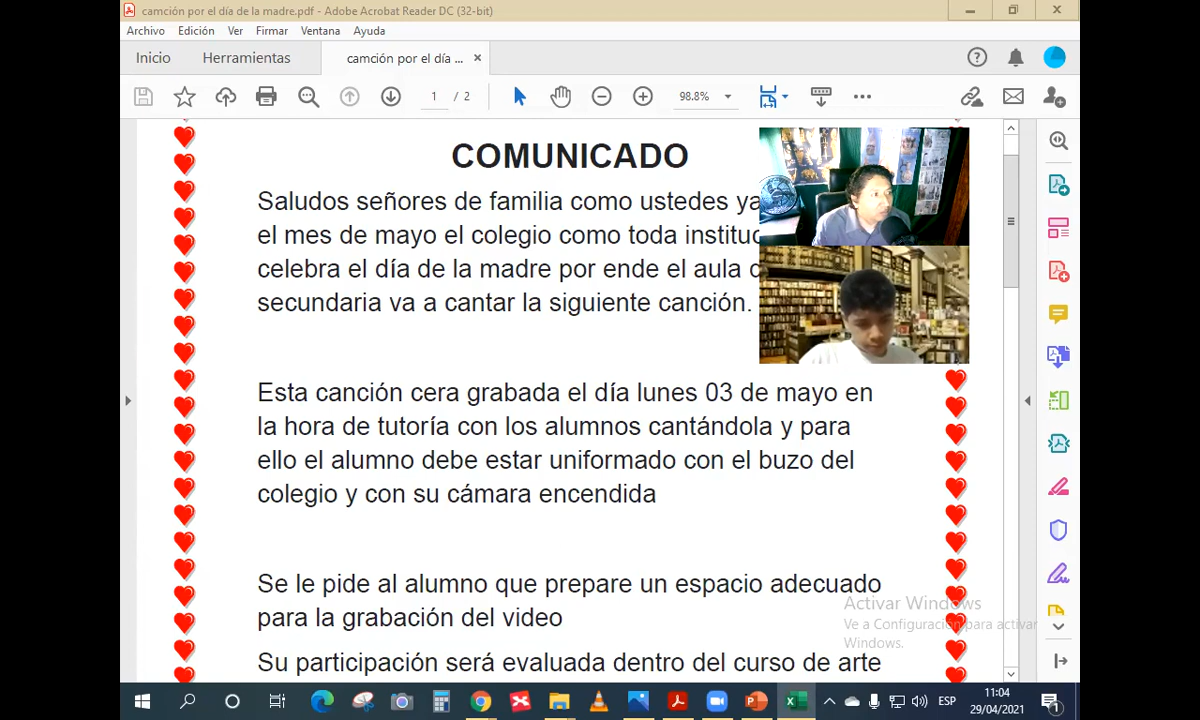 camción por el día de la madre.pdf - Adobe Acrobat Reader DC (32-bit)
Archivo Edición Ver Firmar Ventana Ayuda
Inicio Herramientas camción por el día ...
1 / 2 98.8%
COMUNICADO
Saludos señores de familia como ustedes ya
el mes de mayo el colegio como toda instituc
celebra el día de la madre por ende el aula
secundaria va a cantar la siguiente canción.
Esta canción cera grabada el día lunes 03 de mayo en
la hora de tutoría con los alumnos cantándola y para
ello el alumno debe estar uniformado con el buzo del
colegio y con su cámara encendida
Se le pide al alumno que prepare un espacio adecuado
para la grabación del video
Su participación será evaluada dentro del curso de arte
Activar Windows
Ve a Configuración para activar
Windows.
ESP
11:04
29/04/2021
1